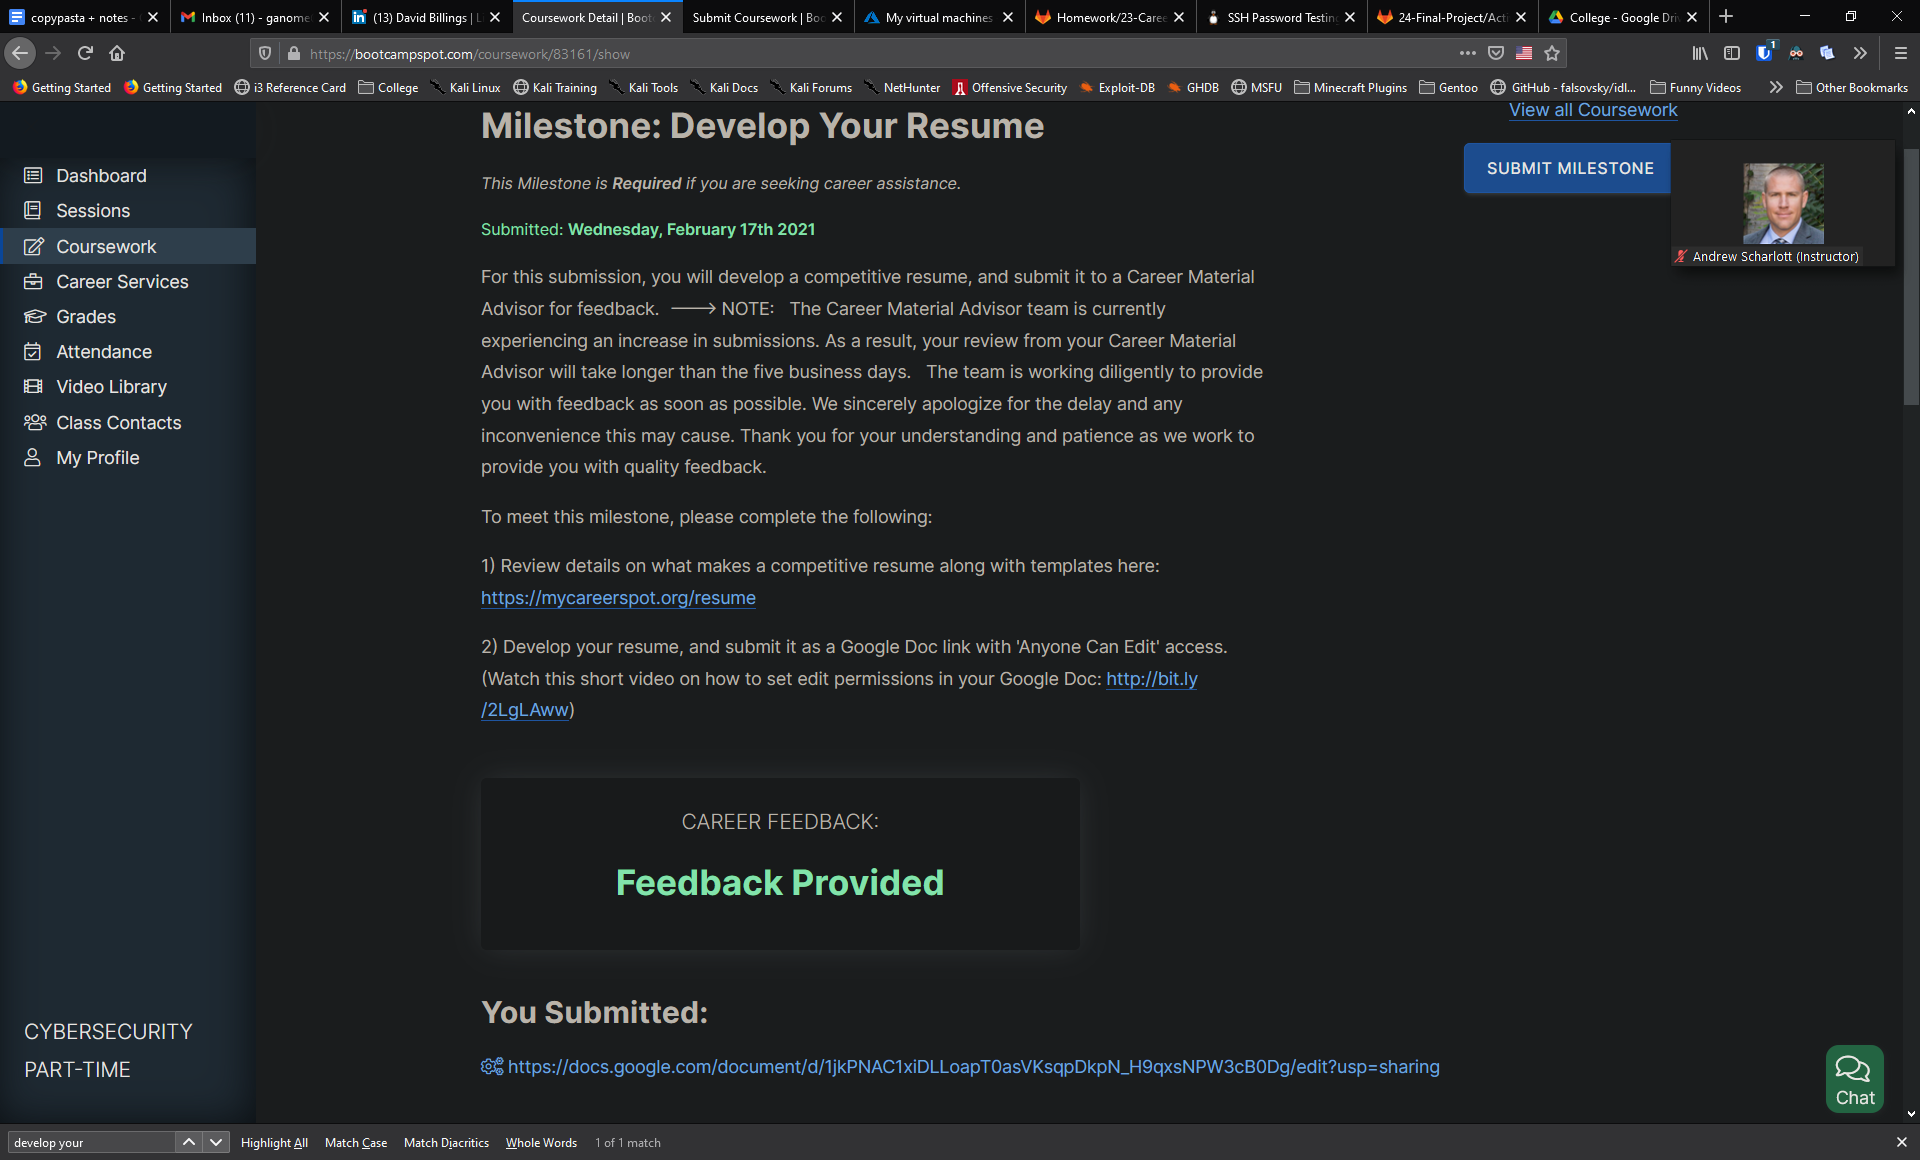 copypasta + notes -
Inbox (11) - ganome
(13) David Billings | L
Coursework Detail | Boot
Submit Coursework | Boo
My virtual machines
Homework/23-Caree
SSH Password Testing
24-Final-Project/Acti
College - Google Driv
https://bootcampspot.com/coursework/83161/show
1
Getting Started
Getting Started
i3 Reference Card
College
Kali Linux
Kali Training
Kali Tools
Kali Docs
Kali Forums
NetHunter
Offensive Security
Exploit-DB
GHDB
MSFU
Minecraft Plugins
Gentoo
GitHub - falsovsky/idl...
Funny Videos
Other Bookmarks
Dashboard
Sessions
Coursework
Career Services
Grades
Attendance
Video Library
Class Contacts
My Profile
CYBERSECURITY
PART-TIME
Milestone: Develop Your Resume
This Milestone is Required if you are seeking career assistance.
Submitted: Wednesday, February 17th 2021
For this submission, you will develop a competitive resume, and submit it to a Career Material
Advisor for feedback. ---> NOTE: The Career Material Advisor team is currently
experiencing an increase in submissions. As a result, your review from your Career Material
Advisor will take longer than the five business days. The team is working diligently to provide
you with feedback as soon as possible. We sincerely apologize for the delay and any
inconvenience this may cause. Thank you for your understanding and patience as we work to
provide you with quality feedback.
To meet this milestone, please complete the following:
1) Review details on what makes a competitive resume along with templates here:
https://mycareerspot.org/resume
2) Develop your resume, and submit it as a Google Doc link with 'Anyone Can Edit' access.
(Watch this short video on how to set edit permissions in your Google Doc: http://bit.ly
/2LgLAww)
CAREER FEEDBACK:
Feedback Provided
You Submitted:
https://docs.google.com/document/d/1jkPNAC1xiDLLoapT0asVKsqpDkpN_H9qxsNPW3cB0Dg/edit?usp=sharing
View all Coursework
SUBMIT MILESTONE
Andrew Scharlott (Instructor)
Chat
develop your
Highlight All
Match Case
Match Diacritics
Whole Words
1 of 1 match